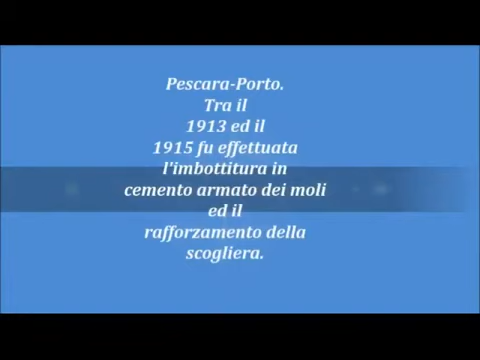 Pescara-Porto.
Tra il
1913 ed il
1915 fu effettuata
l'imbottitura in
cemento armato dei moli
ed il
rafforzamento della
scogliera.